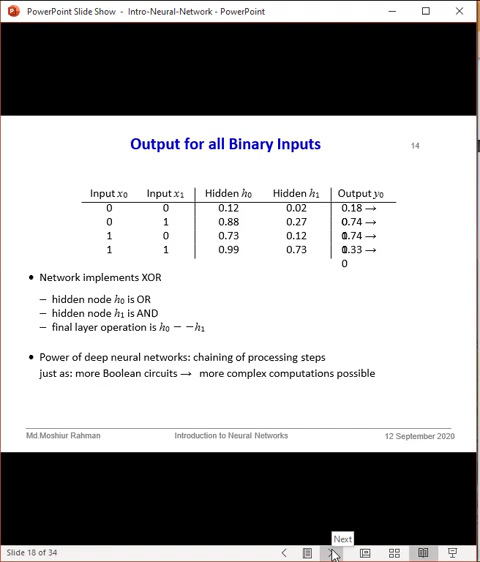 PowerPoint Slide Show - Intro-Neural-Network - PowerPoint
Output for all Binary Inputs
14
Input x₀ Input x₁ Hidden h₀ Hidden h₁ Output y₀
0 0 0.12 0.02 0.18 →
0 1 0.88 0.27 0.74 →
1 0 0.73 0.12 0.74 →
1 1 0.99 0.73 0.33 →
0
• Network implements XOR
– hidden node h₀ is OR
– hidden node h₁ is AND
– final layer operation is h₀ − −h₁
• Power of deep neural networks: chaining of processing steps
just as: more Boolean circuits → more complex computations possible
Md.Moshiur Rahman Introduction to Neural Networks 12 September 2020
Next
Slide 18 of 34